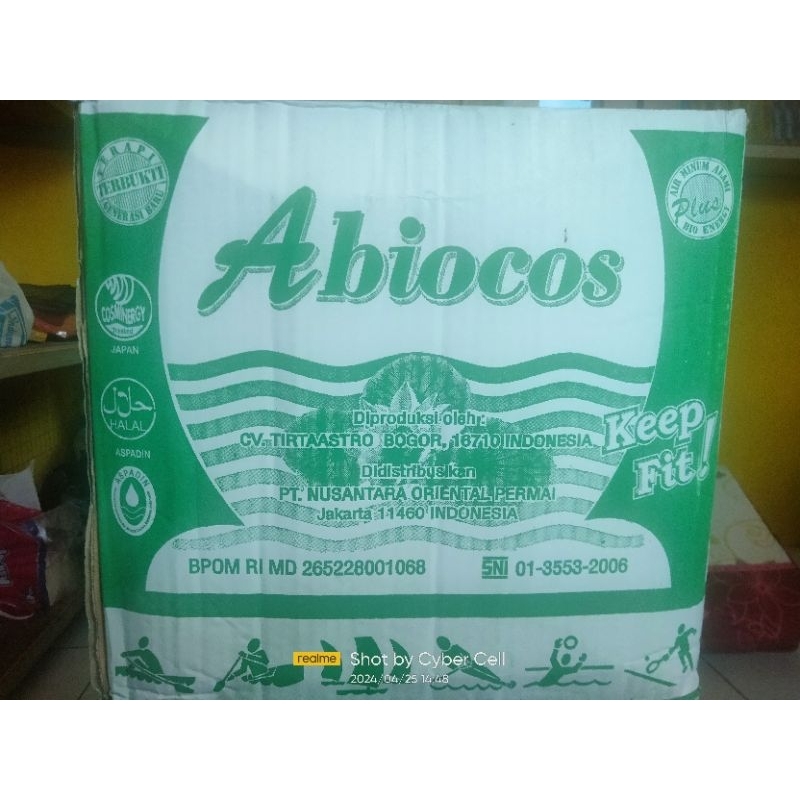 TERAPI
TERBUKTI
GENERASI BARU
AIR MINUM ALAMI
Plus
BIO ENERGY
Abiocos
COSMINERGY
JAPAN
حلال
HALAL
ASPADIN
ASPADIN
Diproduksi oleh :
CV. TIRTAASTRO BOGOR, 16710 INDONESIA
Didistribusikan
PT. NUSANTARA ORIENTAL PERMAI
Jakarta 11460 INDONESIA
Keep
Fit!
BPOM RI MD 265228001068
SNI 01-3553-2006
realme Shot by Cyber Cell
2024/04/25 14:48